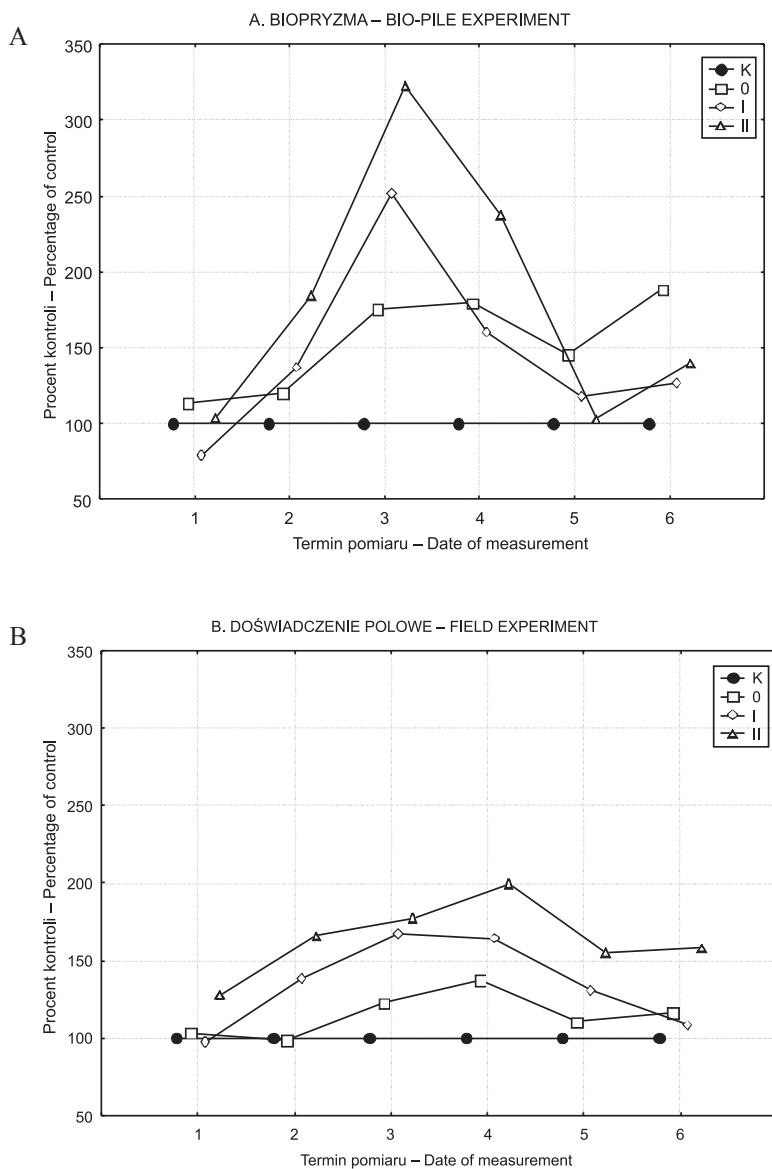 A
A. BIOPRYZMA – BIO-PILE EXPERIMENT
Procent kontroli – Percentage of control
350
300
250
200
150
100
50
K
0
I
II
1 2 3 4 5 6
Termin pomiaru – Date of measurement
B
B. DOŚWIADCZENIE POLOWE – FIELD EXPERIMENT
Procent kontroli – Percentage of control
350
300
250
200
150
100
50
K
0
I
II
1 2 3 4 5 6
Termin pomiaru – Date of measurement